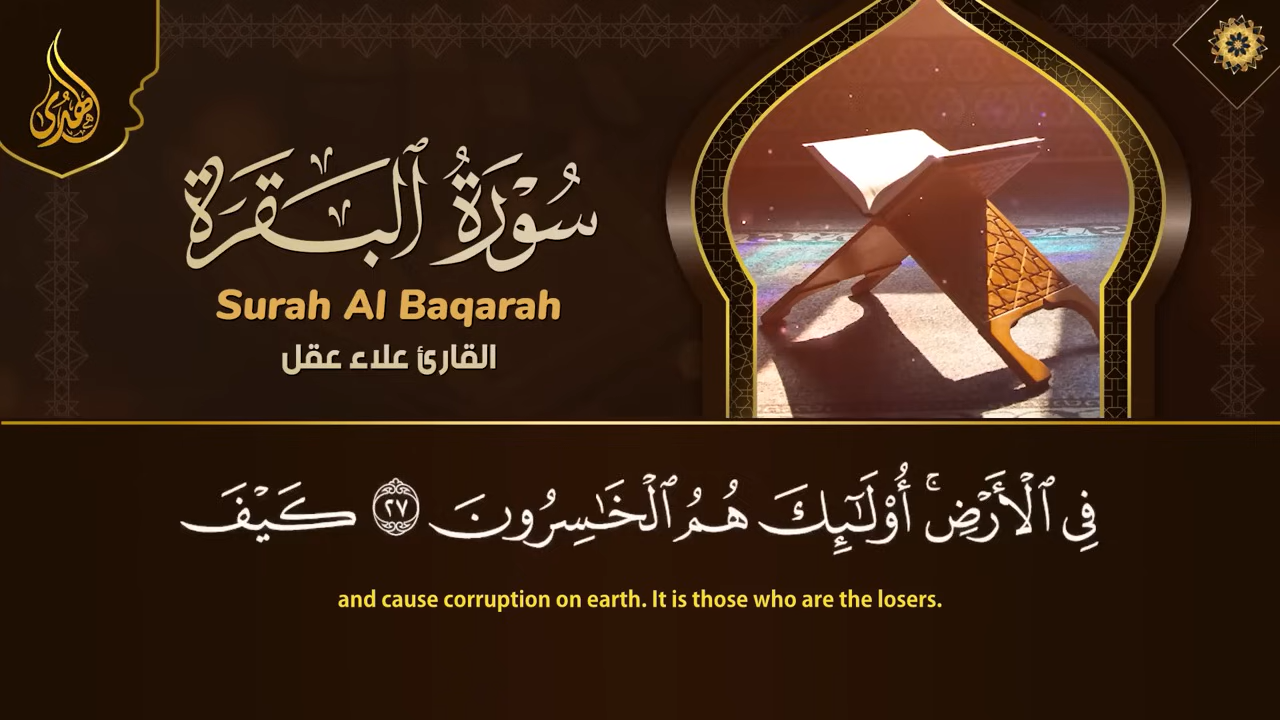 الهدى
سُورَةُ ٱلْبَقَرَةِ
Surah Al Baqarah
القارئ علاء عقل
فِي ٱلْأَرْضِۚ أُوْلَٰٓئِكَ هُمُ ٱلْخَٰسِرُونَ ٢٧ كَيْفَ
and cause corruption on earth. It is those who are the losers.